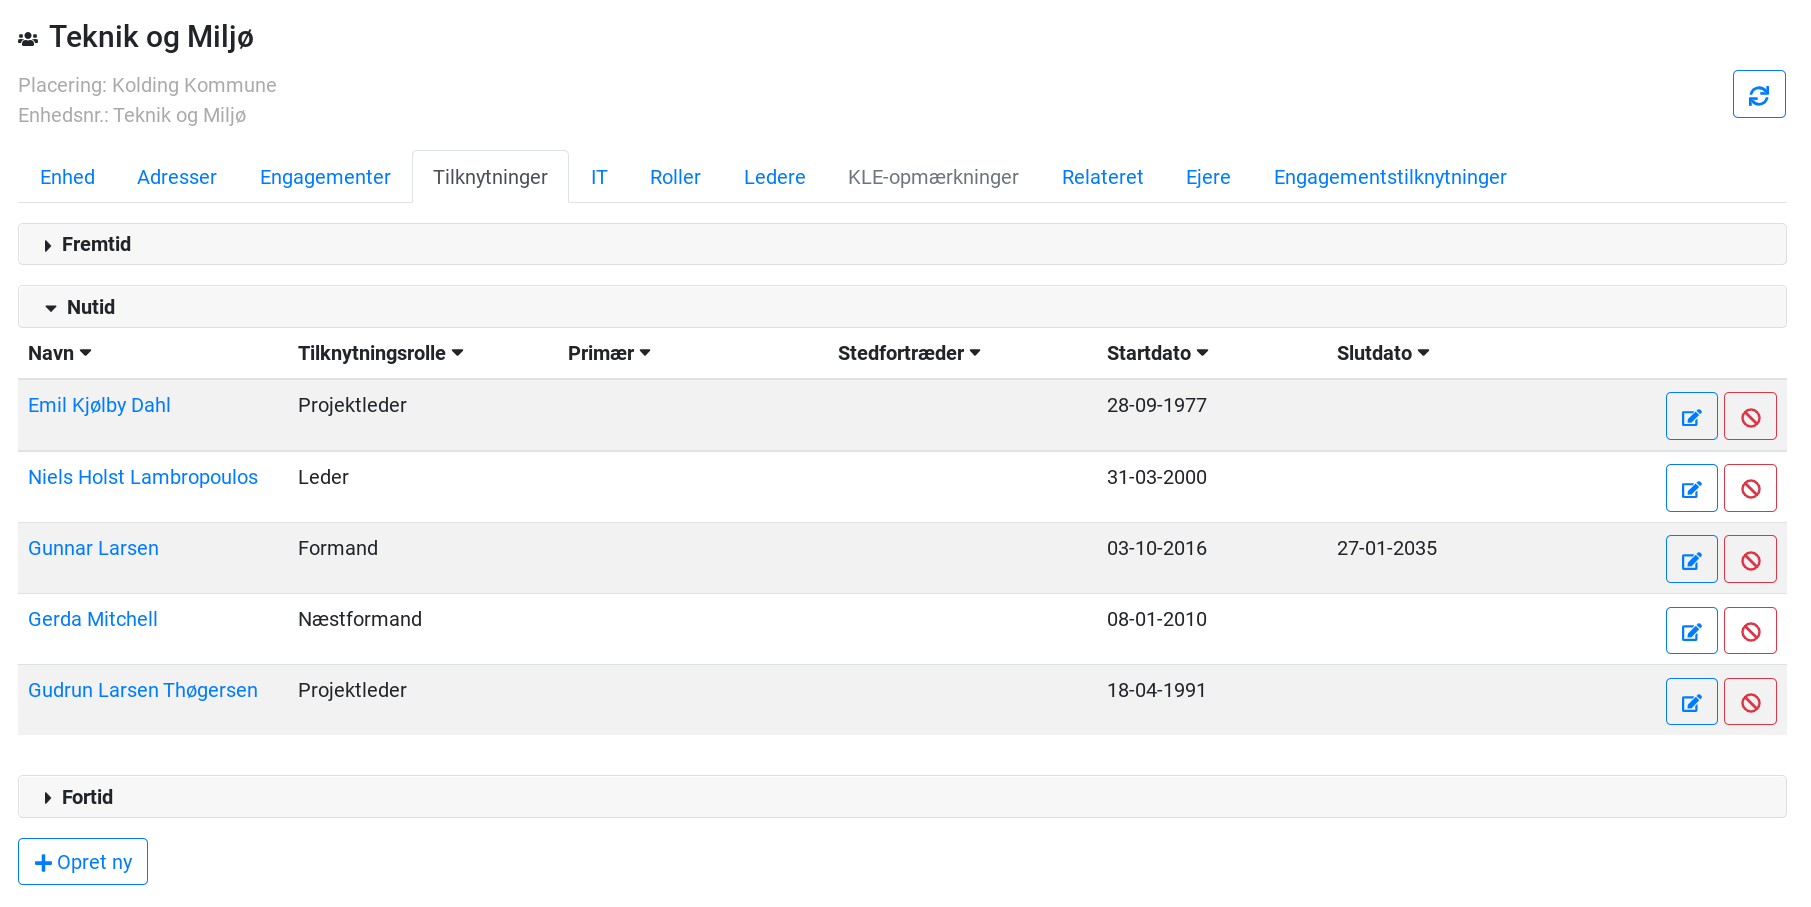 Teknik og Miljø
Placering: Kolding Kommune
Enhedsnr.: Teknik og Miljø
Enhed Adresser Engagementer Tilknytninger IT Roller Ledere KLE-opmærkninger Relateret Ejere Engagementstilknytninger
Fremtid
Nutid
Navn Tilknytningsrolle Primær Stedfortræder Startdato Slutdato
Emil Kjølby Dahl Projektleder 28-09-1977
Niels Holst Lambropoulos Leder 31-03-2000
Gunnar Larsen Formand 03-10-2016 27-01-2035
Gerda Mitchell Næstformand 08-01-2010
Gudrun Larsen Thøgersen Projektleder 18-04-1991
Fortid
Opret ny